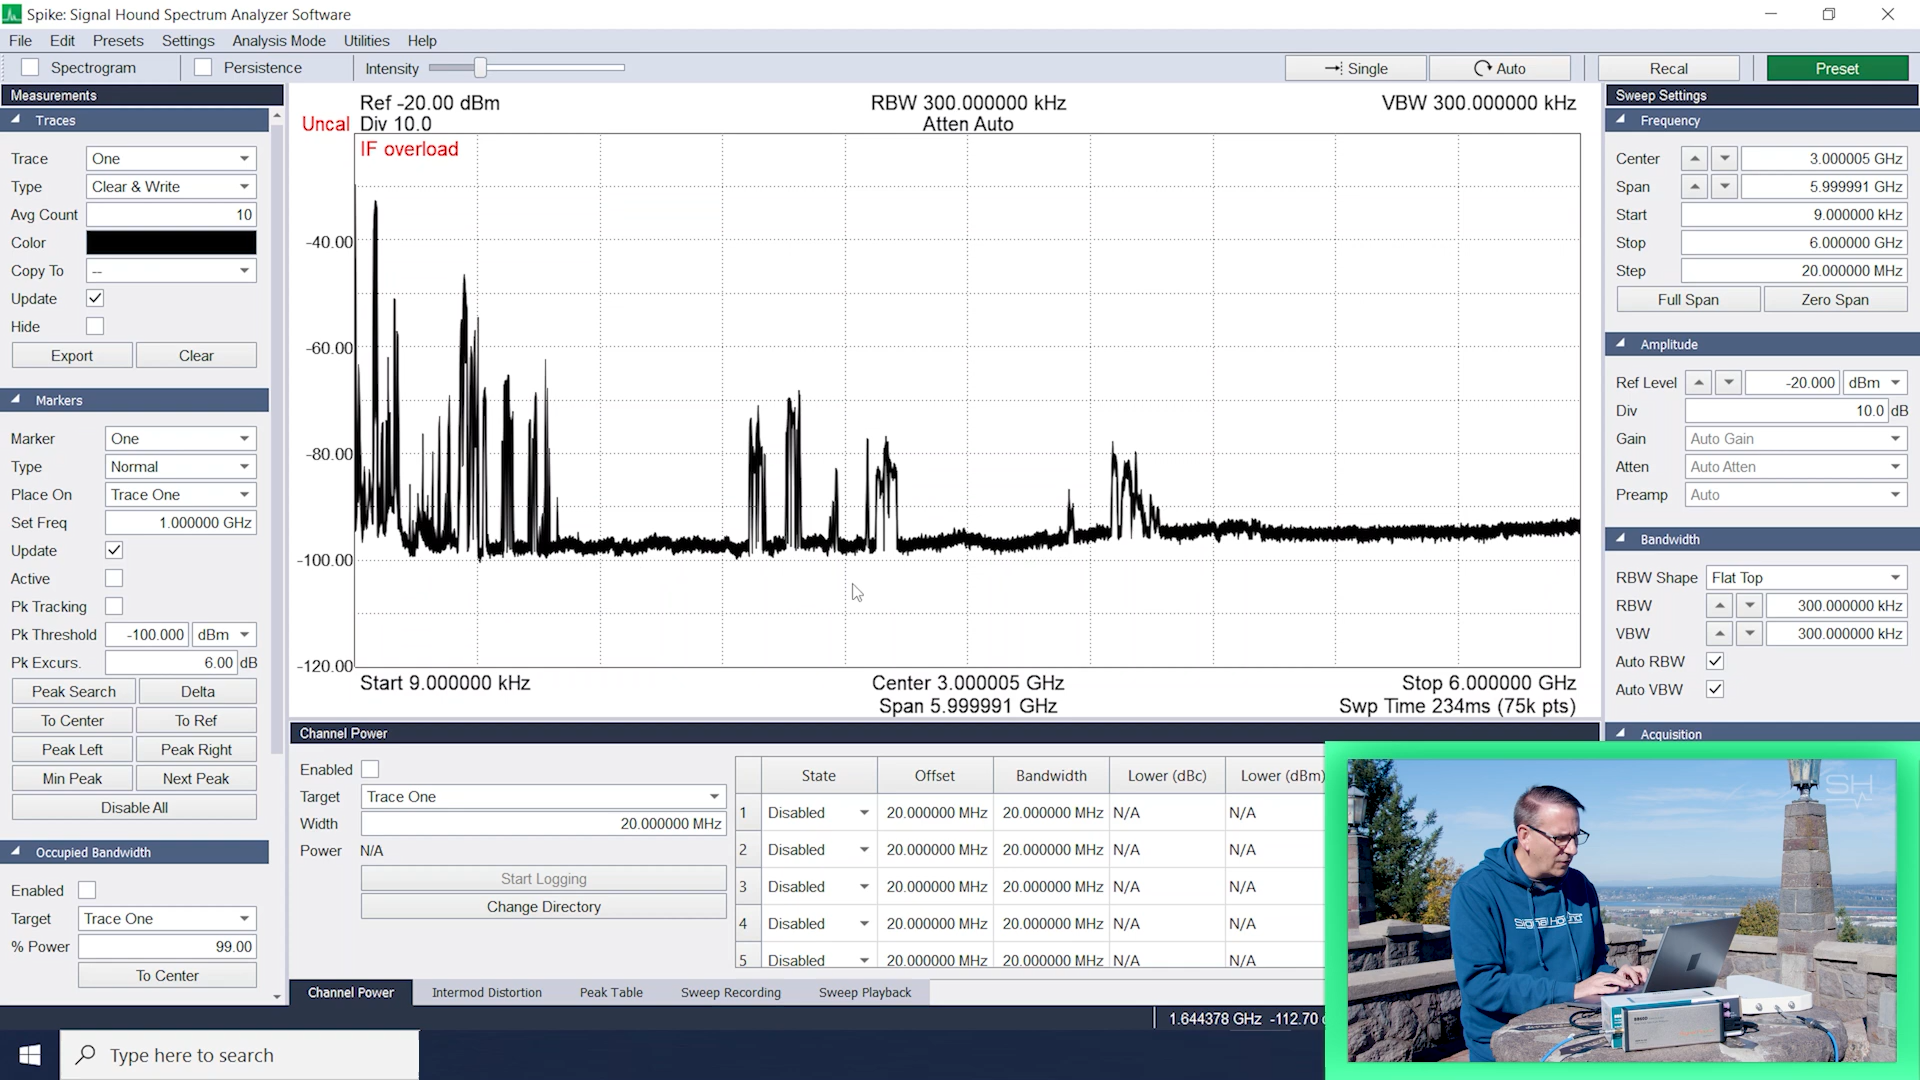 Spike: Signal Hound Spectrum Analyzer Software
File Edit Presets Settings Analysis Mode Utilities Help
Spectrogram Persistence Intensity Single Auto Recal Preset
Measurements
Traces
Trace One
Type Clear & Write
Avg Count 10
Color
Copy To --
Update
Hide
Export Clear
Markers
Marker One
Type Normal
Place On Trace One
Set Freq 1.000000 GHz
Update
Active
Pk Tracking
Pk Threshold -100.000 dBm
Pk Excurs. 6.00 dB
Peak Search Delta
To Center To Ref
Peak Left Peak Right
Min Peak Next Peak
Disable All
Occupied Bandwidth
Enabled
Target Trace One
% Power 99.00
To Center
Ref -20.00 dBm RBW 300.000000 kHz VBW 300.000000 kHz
Uncal Div 10.0 Atten Auto
IF overload
-40.00
-60.00
-80.00
-100.00
-120.00
Start 9.000000 kHz Center 3.000005 GHz Stop 6.000000 GHz
Span 5.999991 GHz Swp Time 234ms (75k pts)
Channel Power
Enabled
Target Trace One
Width 20.000000 MHz
Power N/A
Start Logging
Change Directory
State Offset Bandwidth Lower (dBc) Lower (dBm)
1 Disabled 20.000000 MHz 20.000000 MHz N/A N/A
2 Disabled 20.000000 MHz 20.000000 MHz N/A N/A
3 Disabled 20.000000 MHz 20.000000 MHz N/A N/A
4 Disabled 20.000000 MHz 20.000000 MHz N/A N/A
5 Disabled 20.000000 MHz 20.000000 MHz N/A N/A
Channel Power Intermod Distortion Peak Table Sweep Recording Sweep Playback
1.644378 GHz -112.70
Sweep Settings
Frequency
Center 3.000005 GHz
Span 5.999991 GHz
Start 9.000000 kHz
Stop 6.000000 GHz
Step 20.000000 MHz
Full Span Zero Span
Amplitude
Ref Level -20.000 dBm
Div 10.0 dB
Gain Auto Gain
Atten Auto Atten
Preamp Auto
Bandwidth
RBW Shape Flat Top
RBW 300.000000 kHz
VBW 300.000000 kHz
Auto RBW
Auto VBW
Acquisition
SH
Signal Hound
Type here to search